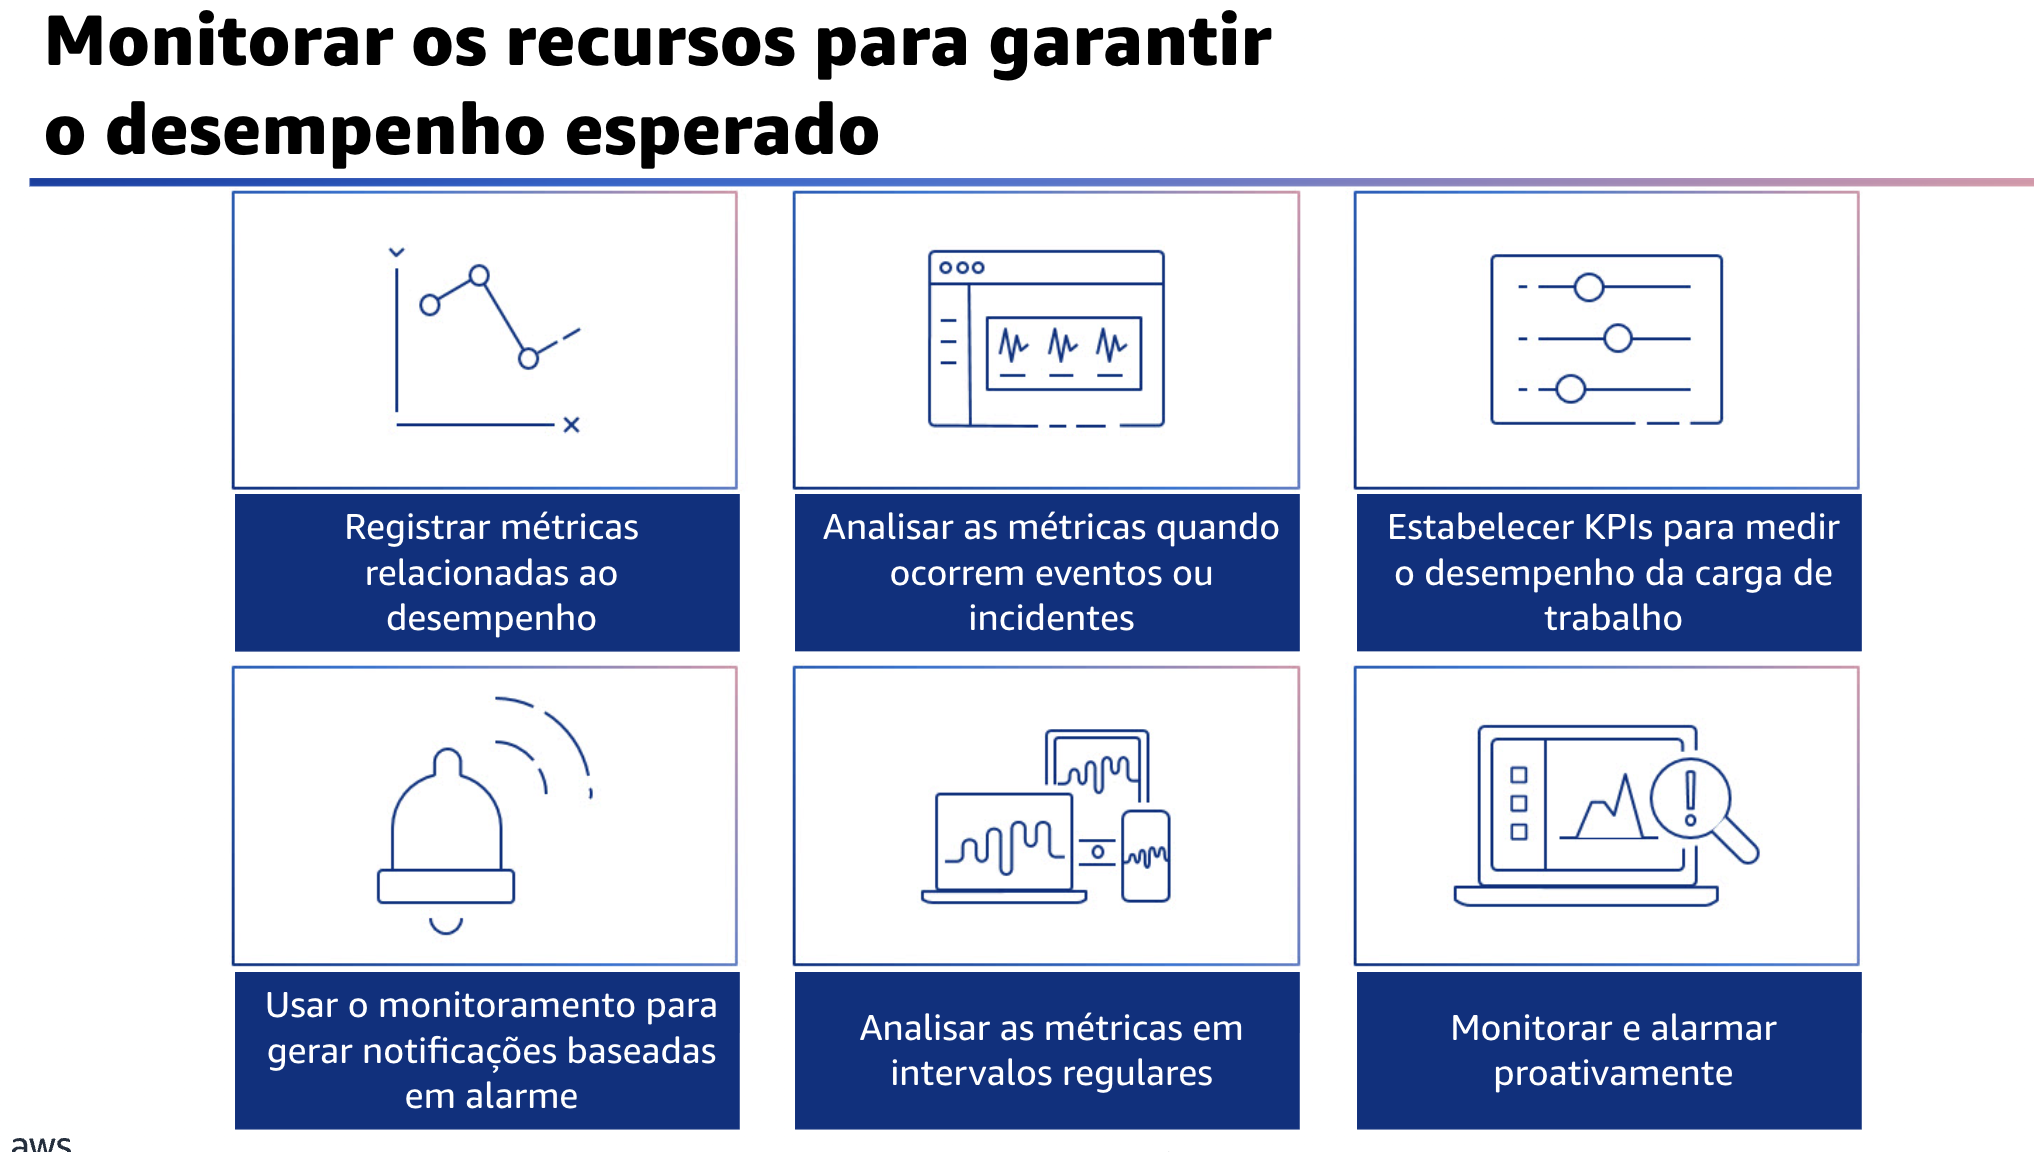 Monitorar os recursos para garantir
o desempenho esperado
Registrar métricas
relacionadas ao
desempenho
Analisar as métricas quando
ocorrem eventos ou
incidentes
Estabelecer KPIs para medir
o desempenho da carga de
trabalho
Usar o monitoramento para
gerar notificações baseadas
em alarme
Analisar as métricas em
intervalos regulares
Monitorar e alarmar
proativamente
aws